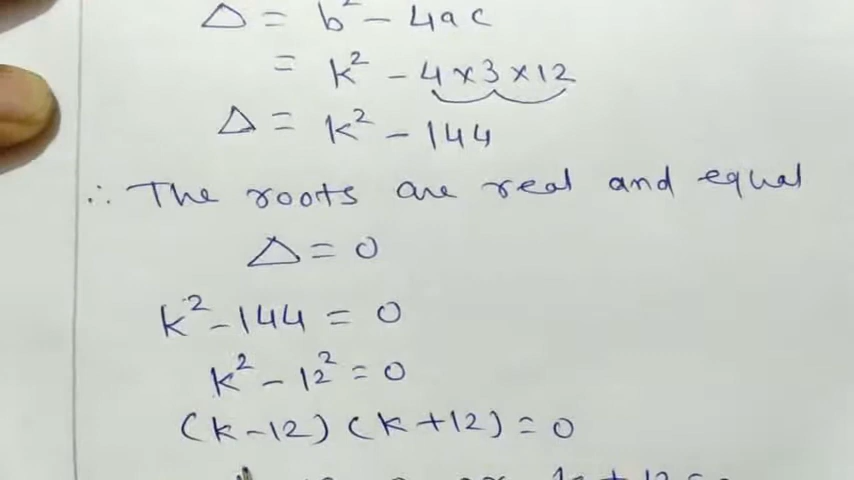 Δ = b² - 4ac
= k² - 4×3×12
Δ = k² - 144
∴ The roots are real and equal
Δ = 0
k² - 144 = 0
k² - 12² = 0
(k-12) (k+12) = 0